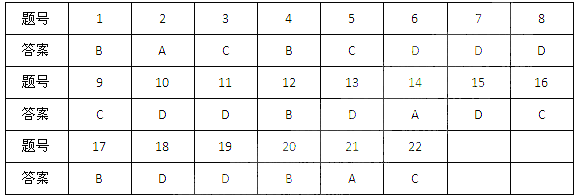 题号 1 2 3 4 5 6 7 8
答案 B A C B C D D D
题号 9 10 11 12 13 14 15 16
答案 C D D B D A D C
题号 17 18 19 20 21 22
答案 B D D B A C